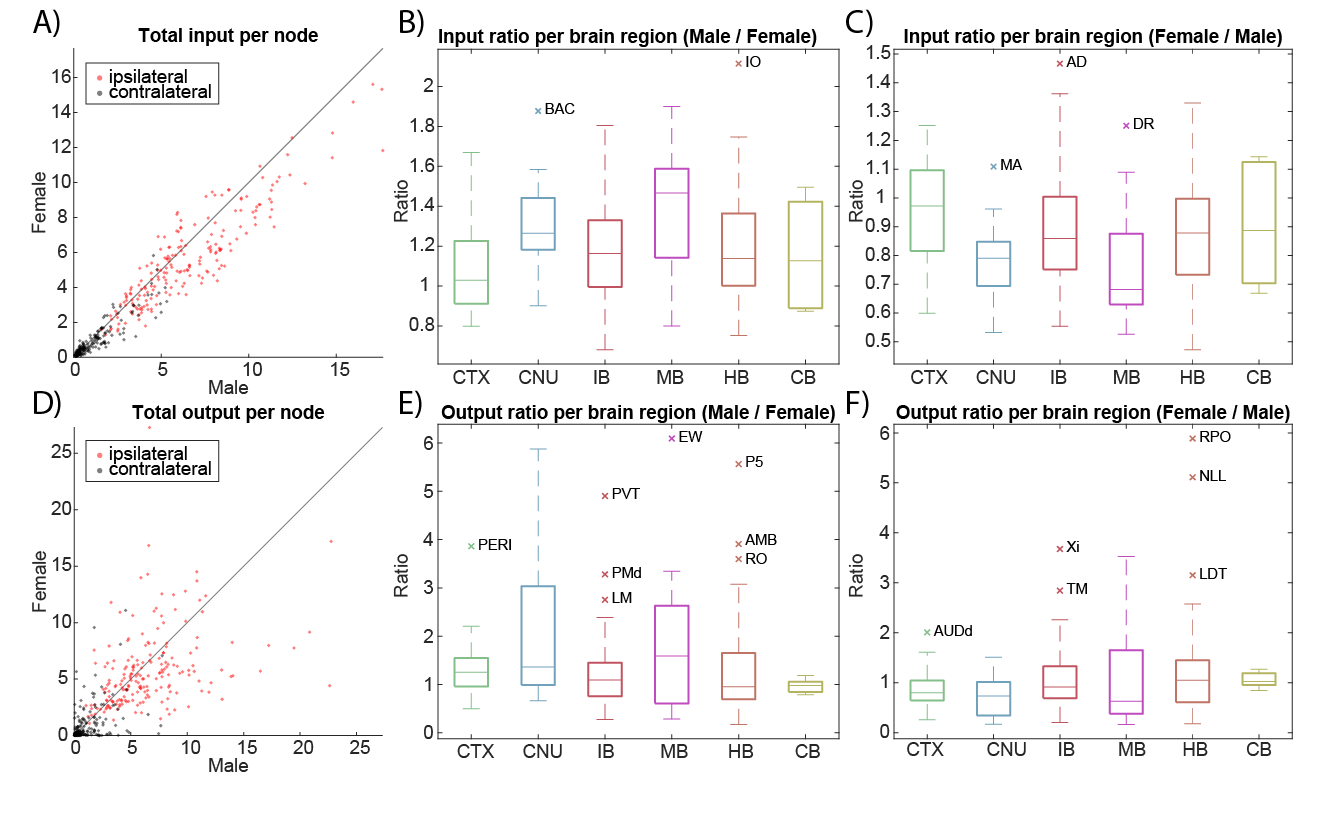 A)
Total input per node
ipsilateral
contralateral
16
14
12
10
8
6
4
2
0
Female
0 5 10 15
Male
B)
Input ratio per brain region (Male / Female)
IO
BAC
2
1.8
1.6
1.4
1.2
1
0.8
Ratio
CTX CNU IB MB HB CB
C)
Input ratio per brain region (Female / Male)
AD
DR
MA
1.5
1.4
1.3
1.2
1.1
1
0.9
0.8
0.7
0.6
0.5
Ratio
CTX CNU IB MB HB CB
D)
Total output per node
ipsilateral
contralateral
25
20
15
10
5
0
Female
0 5 10 15 20 25
Male
E)
Output ratio per brain region (Male / Female)
EW
P5
PVT
PERI
AMB
RO
PMd
LM
6
5
4
3
2
1
0
Ratio
CTX CNU IB MB HB CB
F)
Output ratio per brain region (Female / Male)
RPO
NLL
Xi
LDT
TM
AUDd
6
5
4
3
2
1
0
Ratio
CTX CNU IB MB HB CB